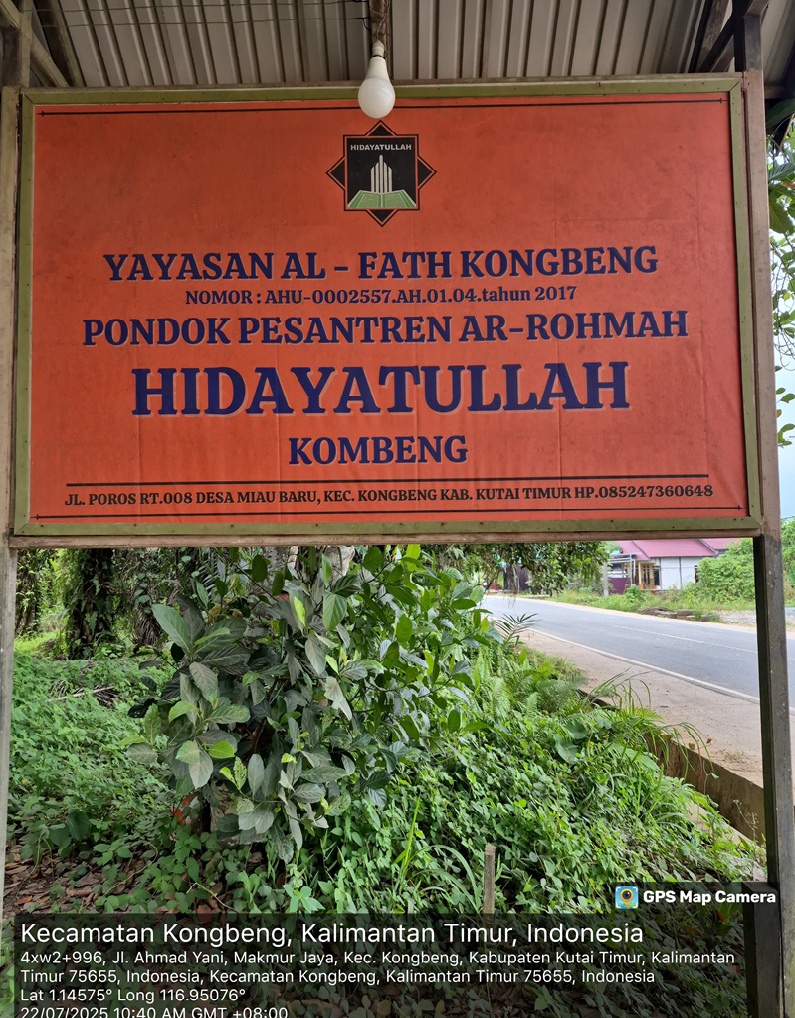 HIDAYATULLAH
YAYASAN AL - FATH KONGBENG
NOMOR : AHU-0002557.AH.01.04.tahun 2017
PONDOK PESANTREN AR-ROHMAH
HIDAYATULLAH
KOMBENG
JL. POROS RT.008 DESA MIAU BARU, KEC. KONGBENG KAB. KUTAI TIMUR HP.085247360648
GPS Map Camera
Kecamatan Kongbeng, Kalimantan Timur, Indonesia
4xw2+996, Jl. Ahmad Yani, Makmur Jaya, Kec. Kongbeng, Kabupaten Kutai Timur, Kalimantan
Timur 75655, Indonesia, Kecamatan Kongbeng, Kalimantan Timur 75655, Indonesia
Lat 1.14575° Long 116.95076°
22/07/2025 10:40 AM GMT +08:00